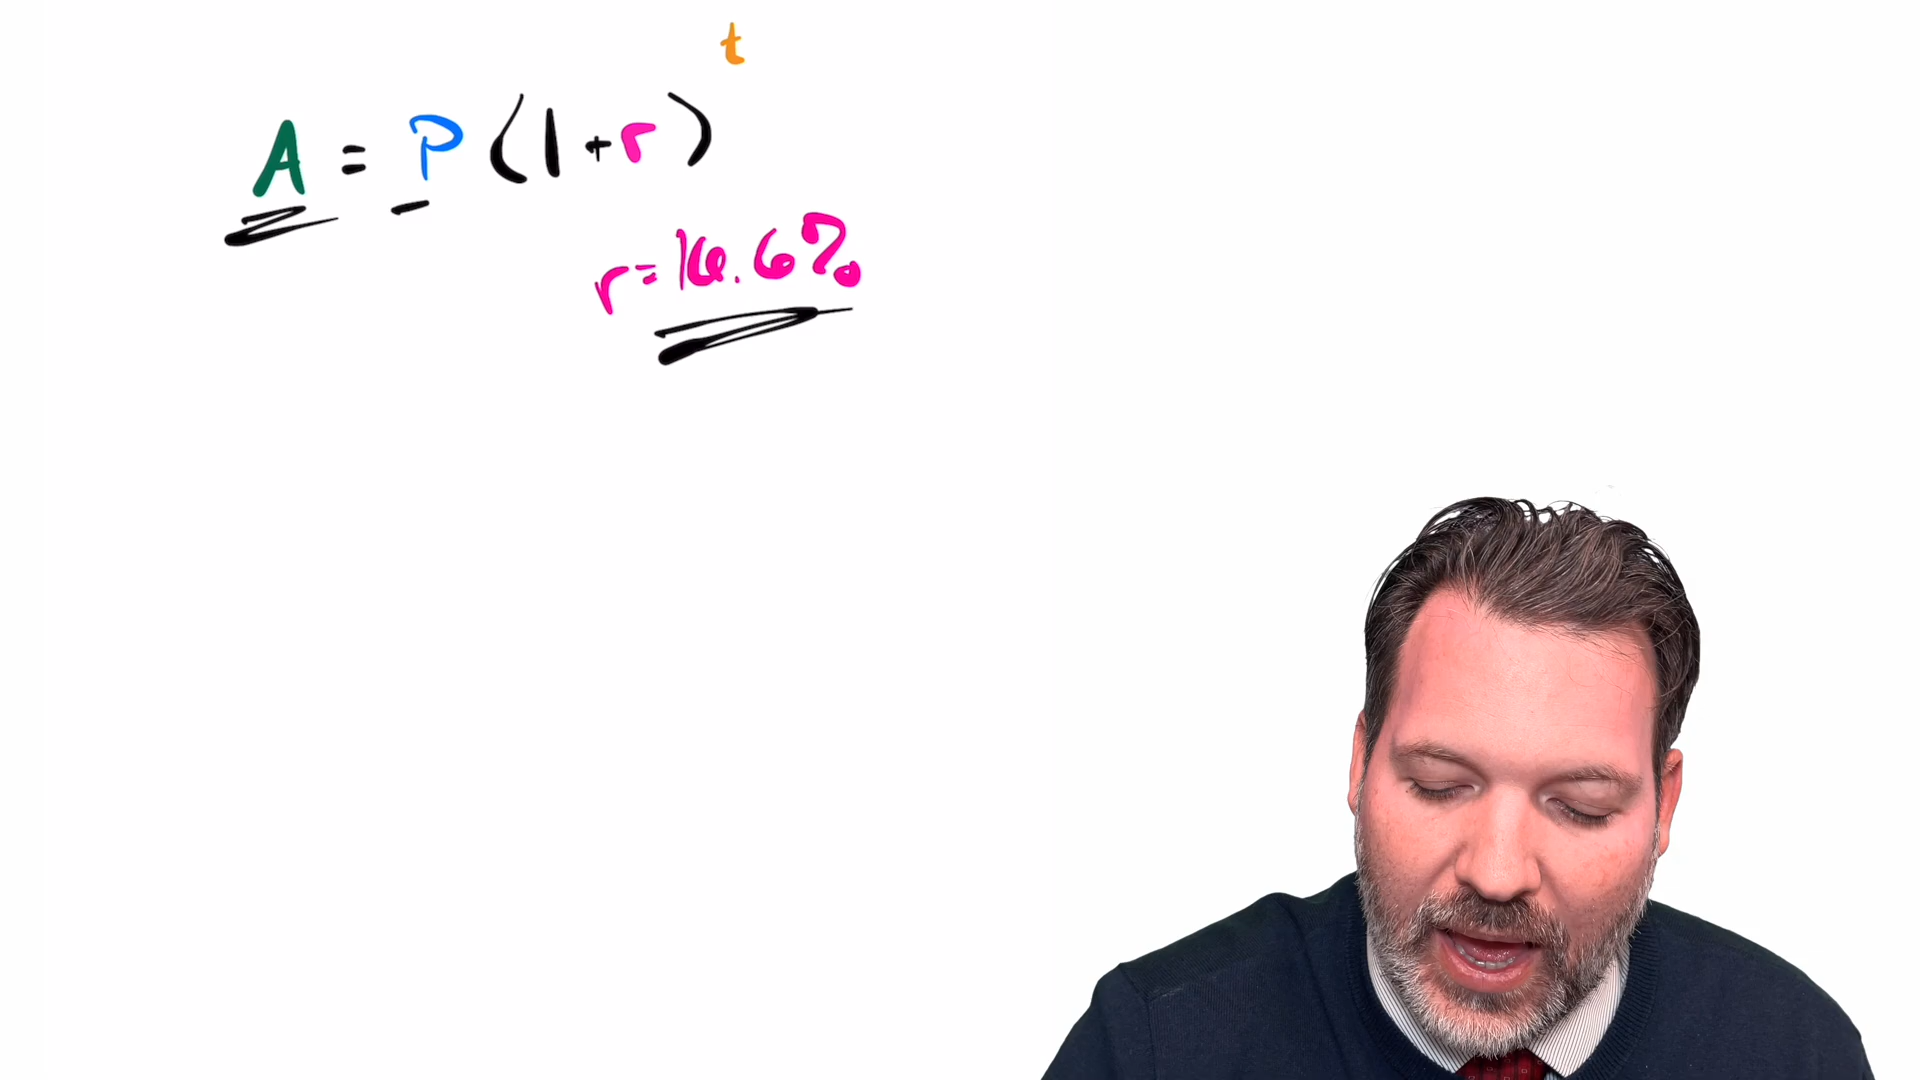 A = P (1+r)^t
r=16.6%